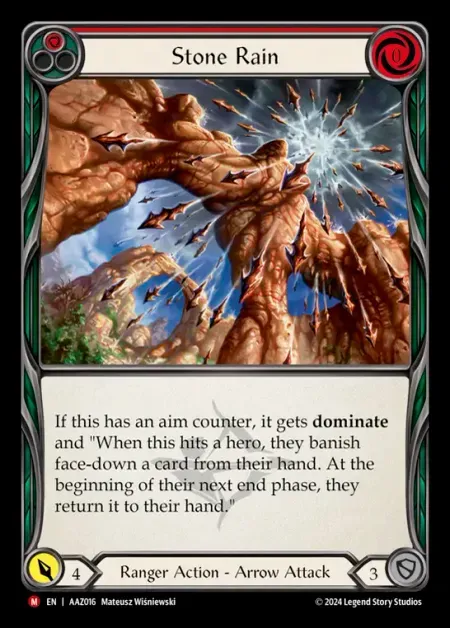 Stone Rain
0
If this has an aim counter, it gets dominate
and "When this hits a hero, they banish
face-down a card from their hand. At the
beginning of their next end phase, they
return it to their hand."
4
Ranger Action - Arrow Attack
3
M EN | AAZ016 Mateusz Wiśniewski
© 2024 Legend Story Studios